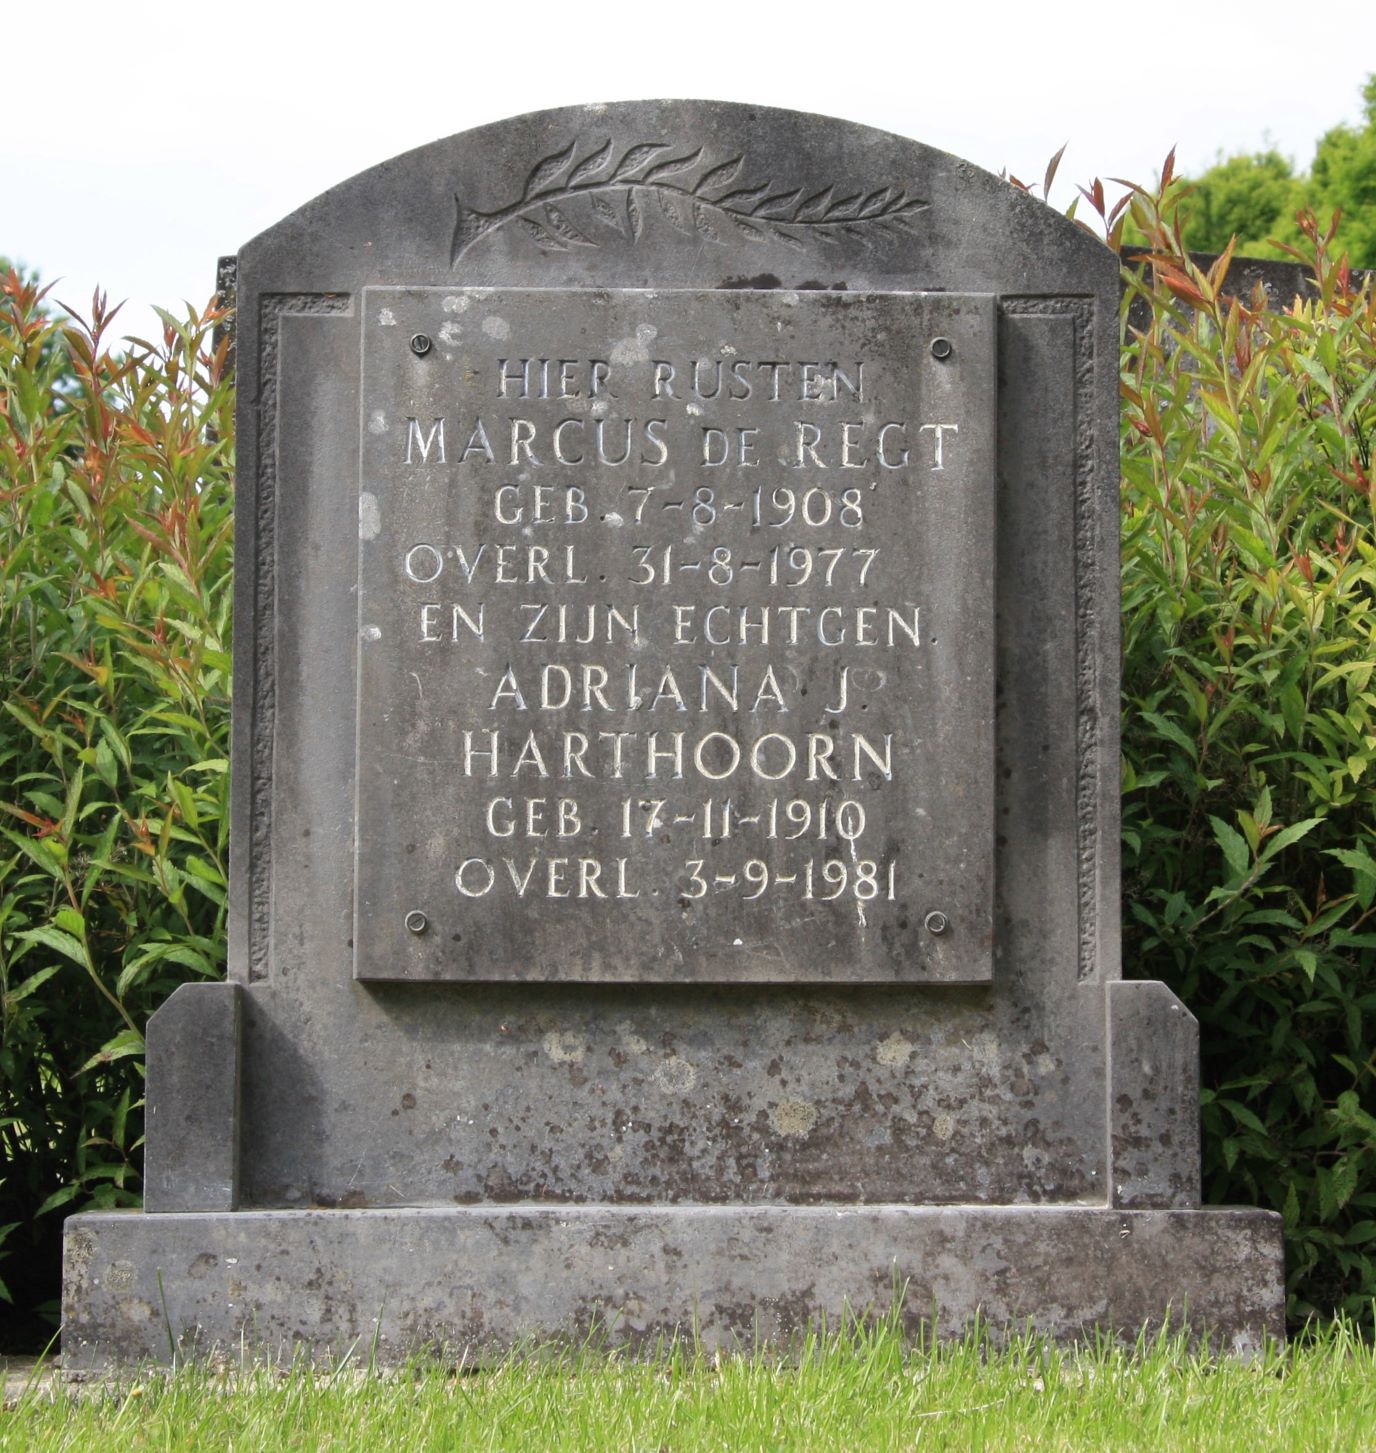 HIER RUSTEN
MARCUS DE REGT
GEB. 7-8-1908
OVERL. 31-8-1977
EN ZIJN ECHTGEN.
ADRIANA J.
HARTHOORN
GEB. 17-11-1910
OVERL. 3-9-1981